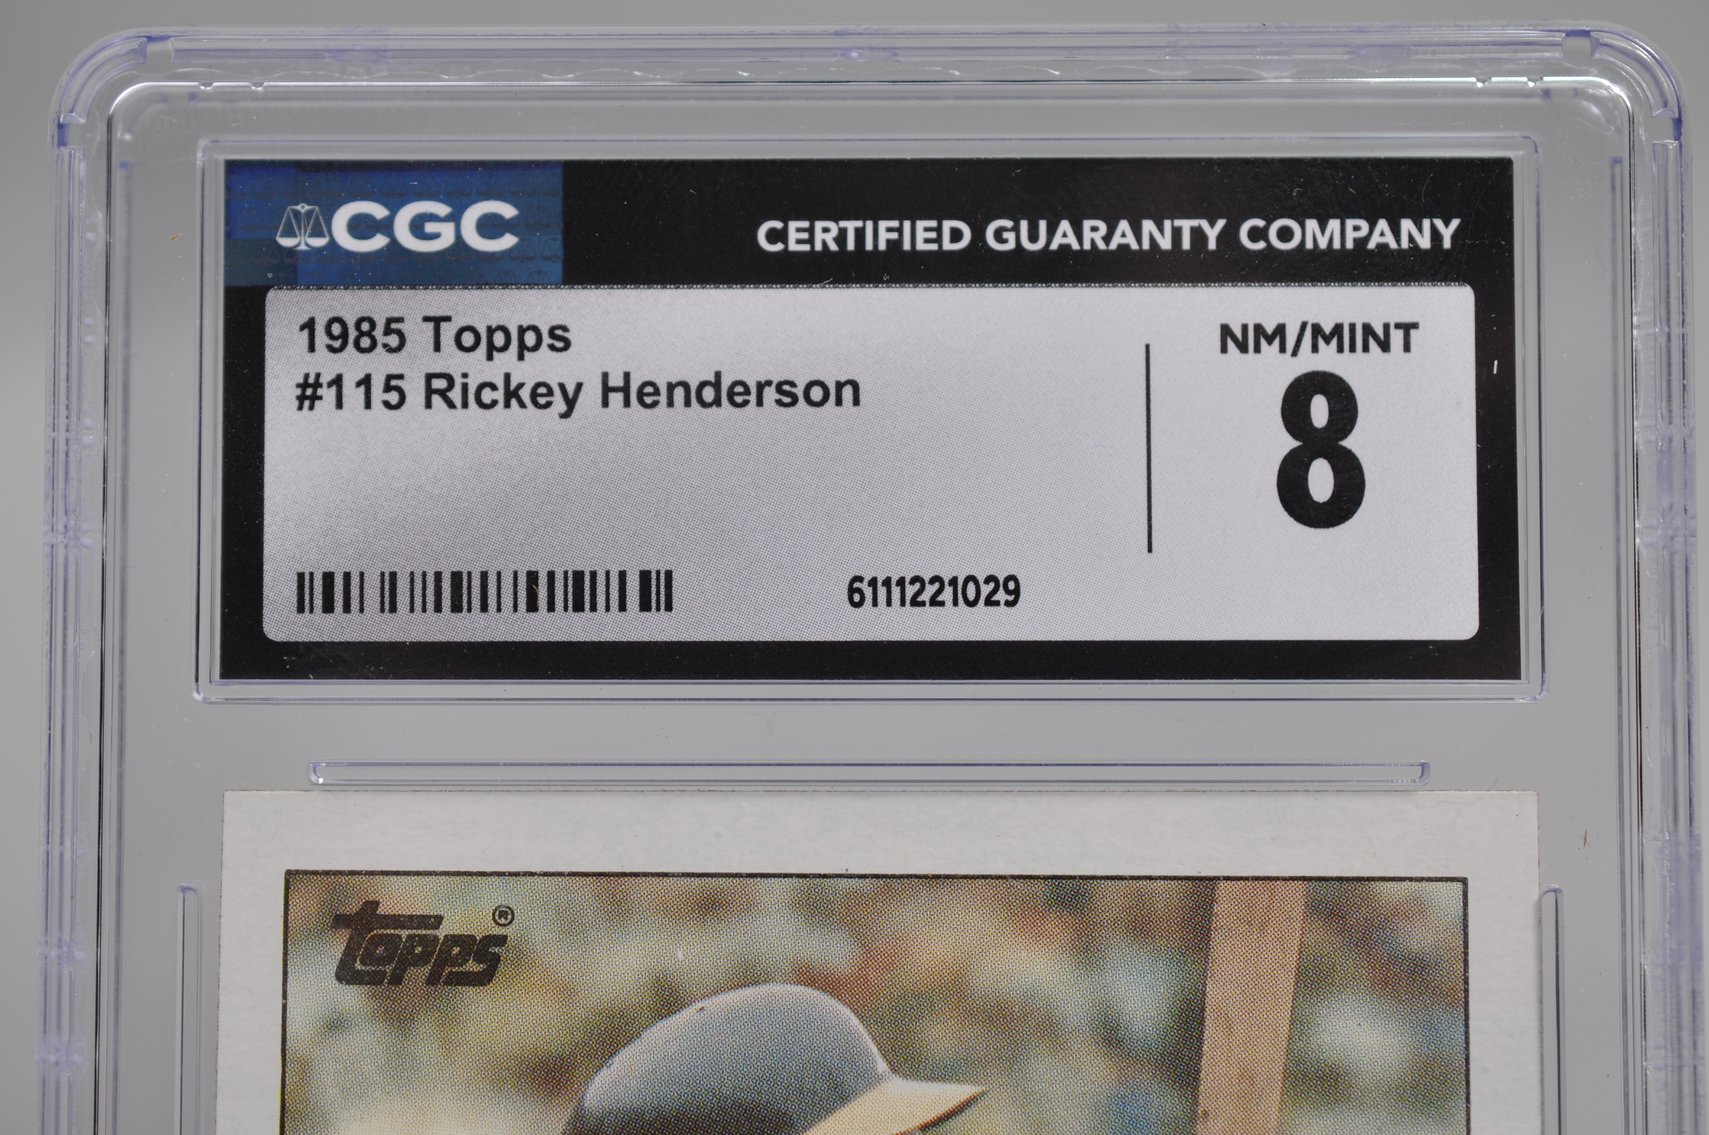 CGC
CERTIFIED GUARANTY COMPANY
1985 Topps
#115 Rickey Henderson
NM/MINT
8
6111221029
Topps®